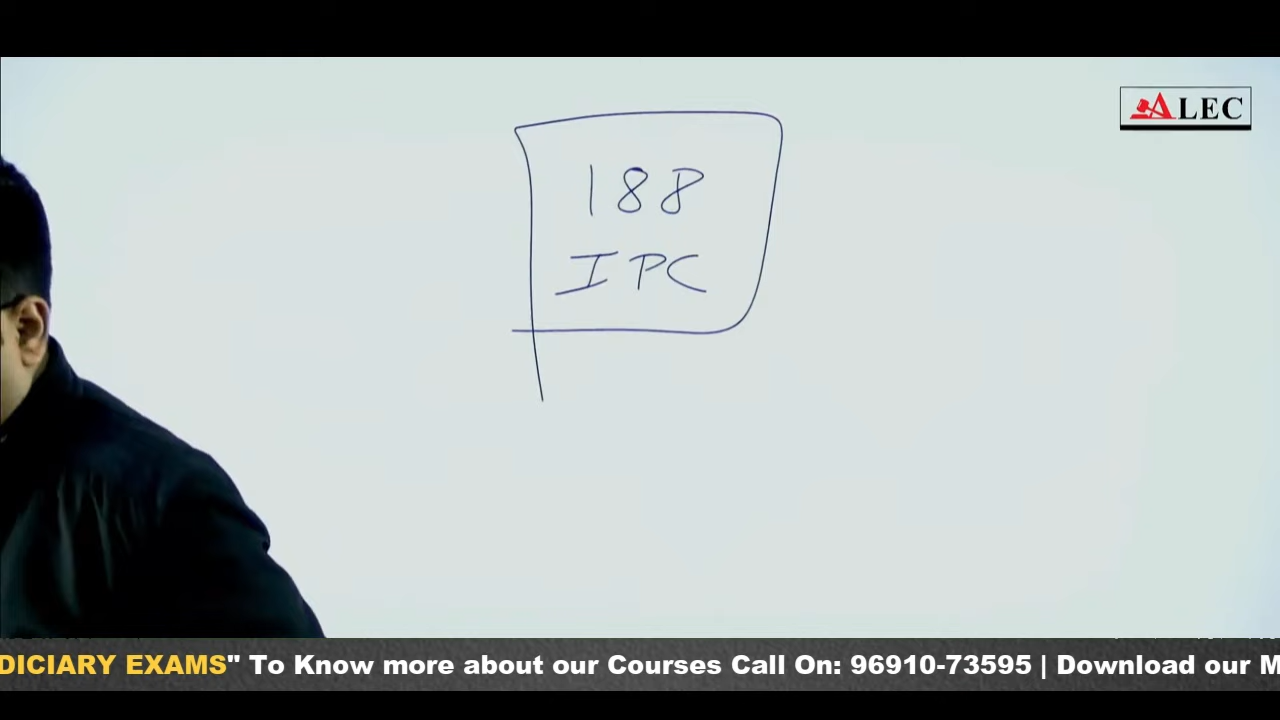 ALEC
188
IPC
DICIARY EXAMS" To Know more about our Courses Call On: 96910-73595 | Download our M